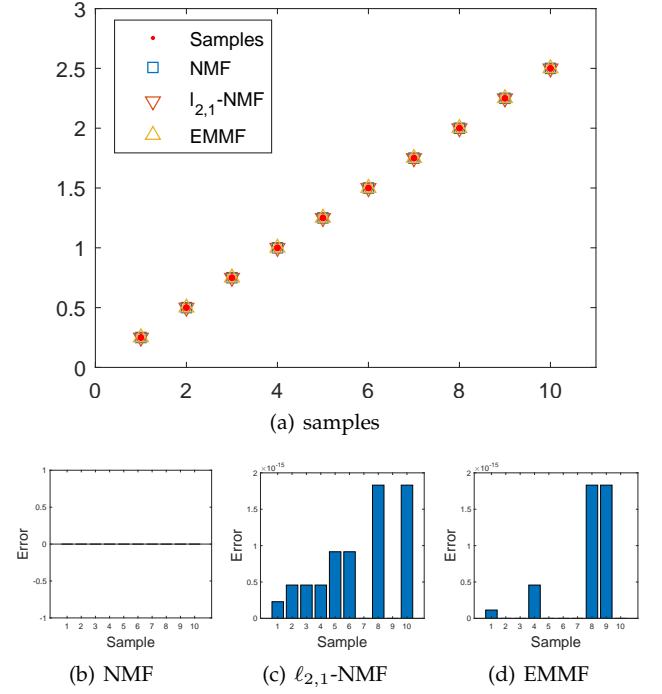 3
2.5
2
1.5
1
0.5
0
Samples
NMF
l2,1-NMF
EMMF
0 2 4 6 8 10
(a) samples
1
0.5
0
-0.5
-1
Error
1 2 3 4 5 6 7 8 9 10
Sample
(b) NMF
×10-15
2
1.5
1
0.5
0
Error
1 2 3 4 5 6 7 8 9 10
Sample
(c) ℓ2,1-NMF
×10-15
2
1.5
1
0.5
0
Error
1 2 3 4 5 6 7 8 9 10
Sample
(d) EMMF